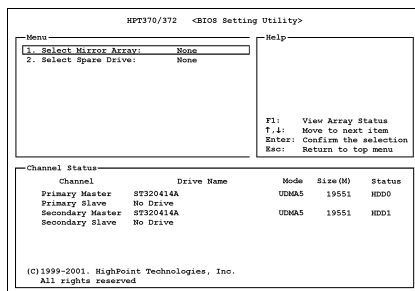 HPT370/372 <BIOS Setting Utility>
Menu
1. Select Mirror Array: None
2. Select Spare Drive: None
Help
F1: View Array Status
↑,↓: Move to next item
Enter: Confirm the selection
Esc: Return to top menu
Channel Status
Channel Drive Name Mode Size(M) Status
Primary Master ST320414A UDMA5 19551 HDD0
Primary Slave No Drive
Secondary Master ST320414A UDMA5 19551 HDD1
Secondary Slave No Drive
(C)1999-2001. HighPoint Technologies, Inc.
All rights reserved